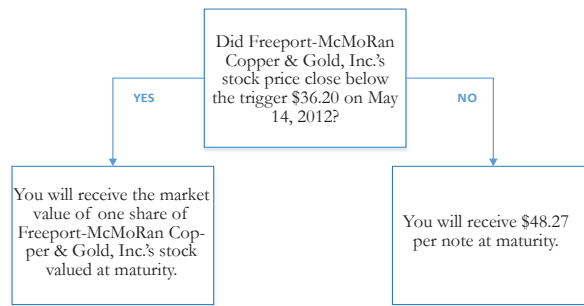 Did Freeport-McMoRan
Copper & Gold, Inc.'s
stock price close below
the trigger $36.20 on May
14, 2012?
YES
NO
You will receive the market
value of one share of
Freeport-McMoRan Cop-
per & Gold, Inc.'s stock
valued at maturity.
You will receive $48.27
per note at maturity.